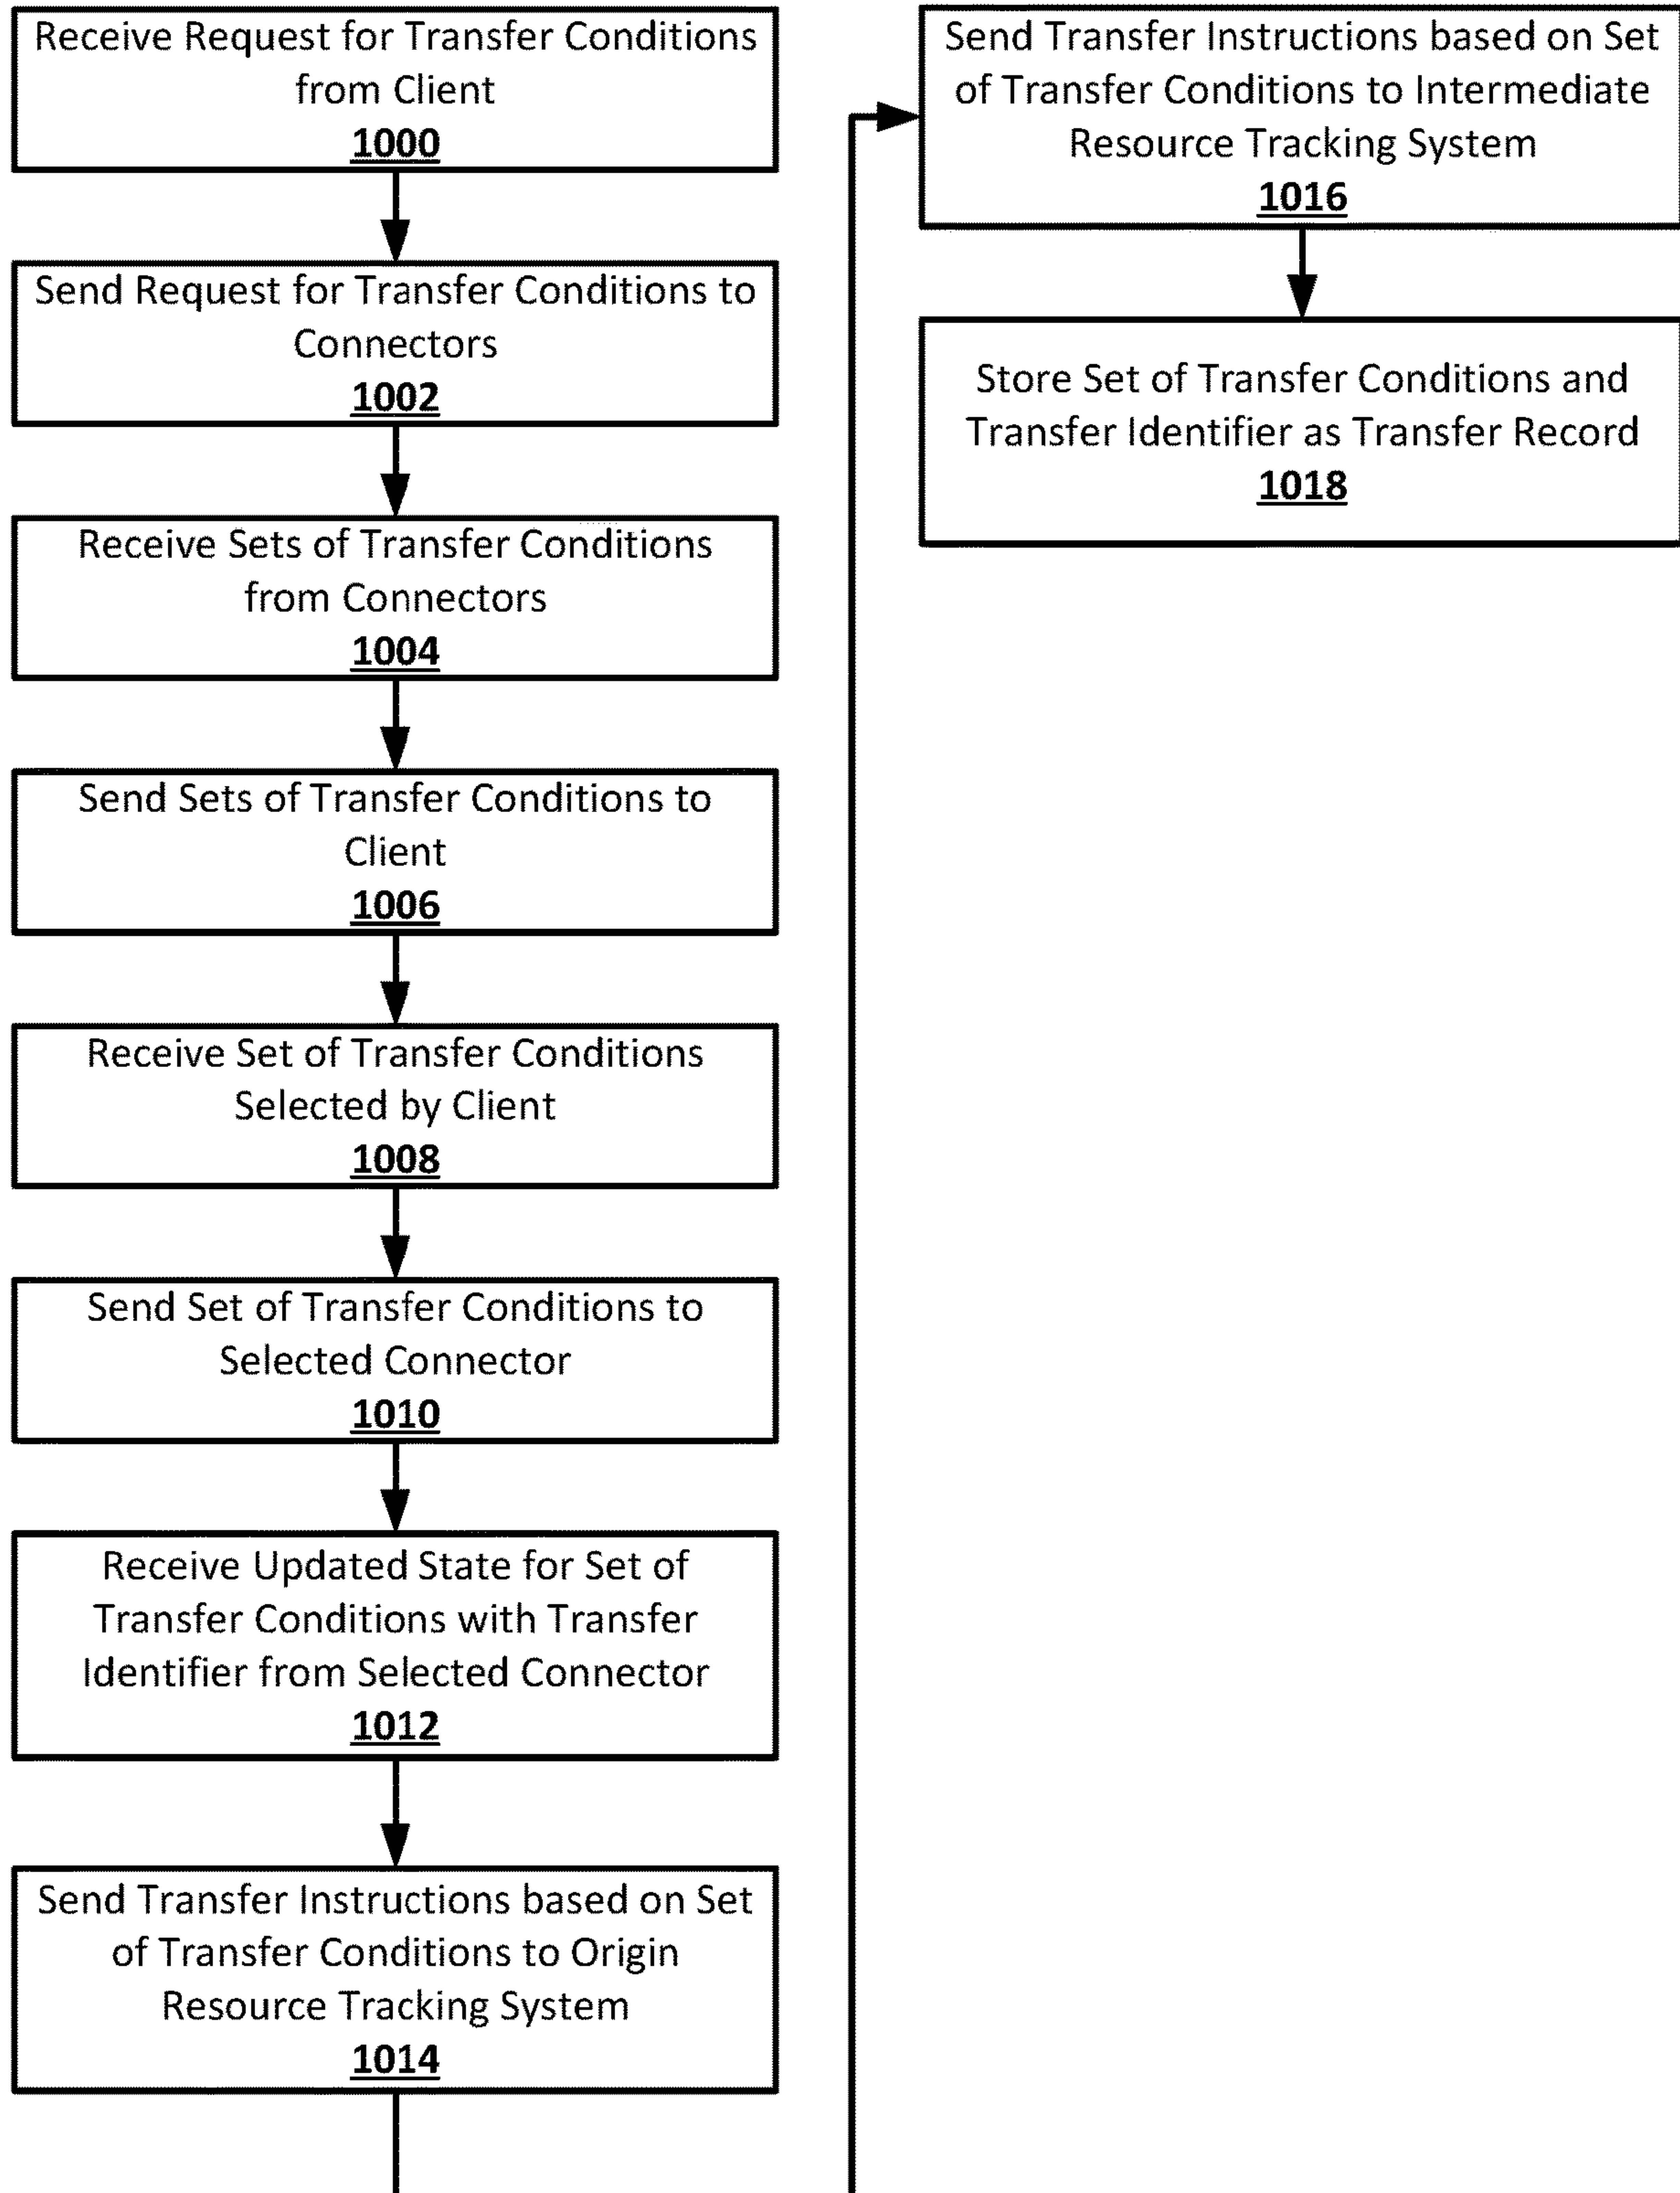 Receive Request for Transfer Conditions
from Client
1000
Send Request for Transfer Conditions to
Connectors
1002
Receive Sets of Transfer Conditions
from Connectors
1004
Send Sets of Transfer Conditions to
Client
1006
Receive Set of Transfer Conditions
Selected by Client
1008
Send Set of Transfer Conditions to
Selected Connector
1010
Receive Updated State for Set of
Transfer Conditions with Transfer
Identifier from Selected Connector
1012
Send Transfer Instructions based on Set
of Transfer Conditions to Origin
Resource Tracking System
1014
Send Transfer Instructions based on Set
of Transfer Conditions to Intermediate
Resource Tracking System
1016
Store Set of Transfer Conditions and
Transfer Identifier as Transfer Record
1018